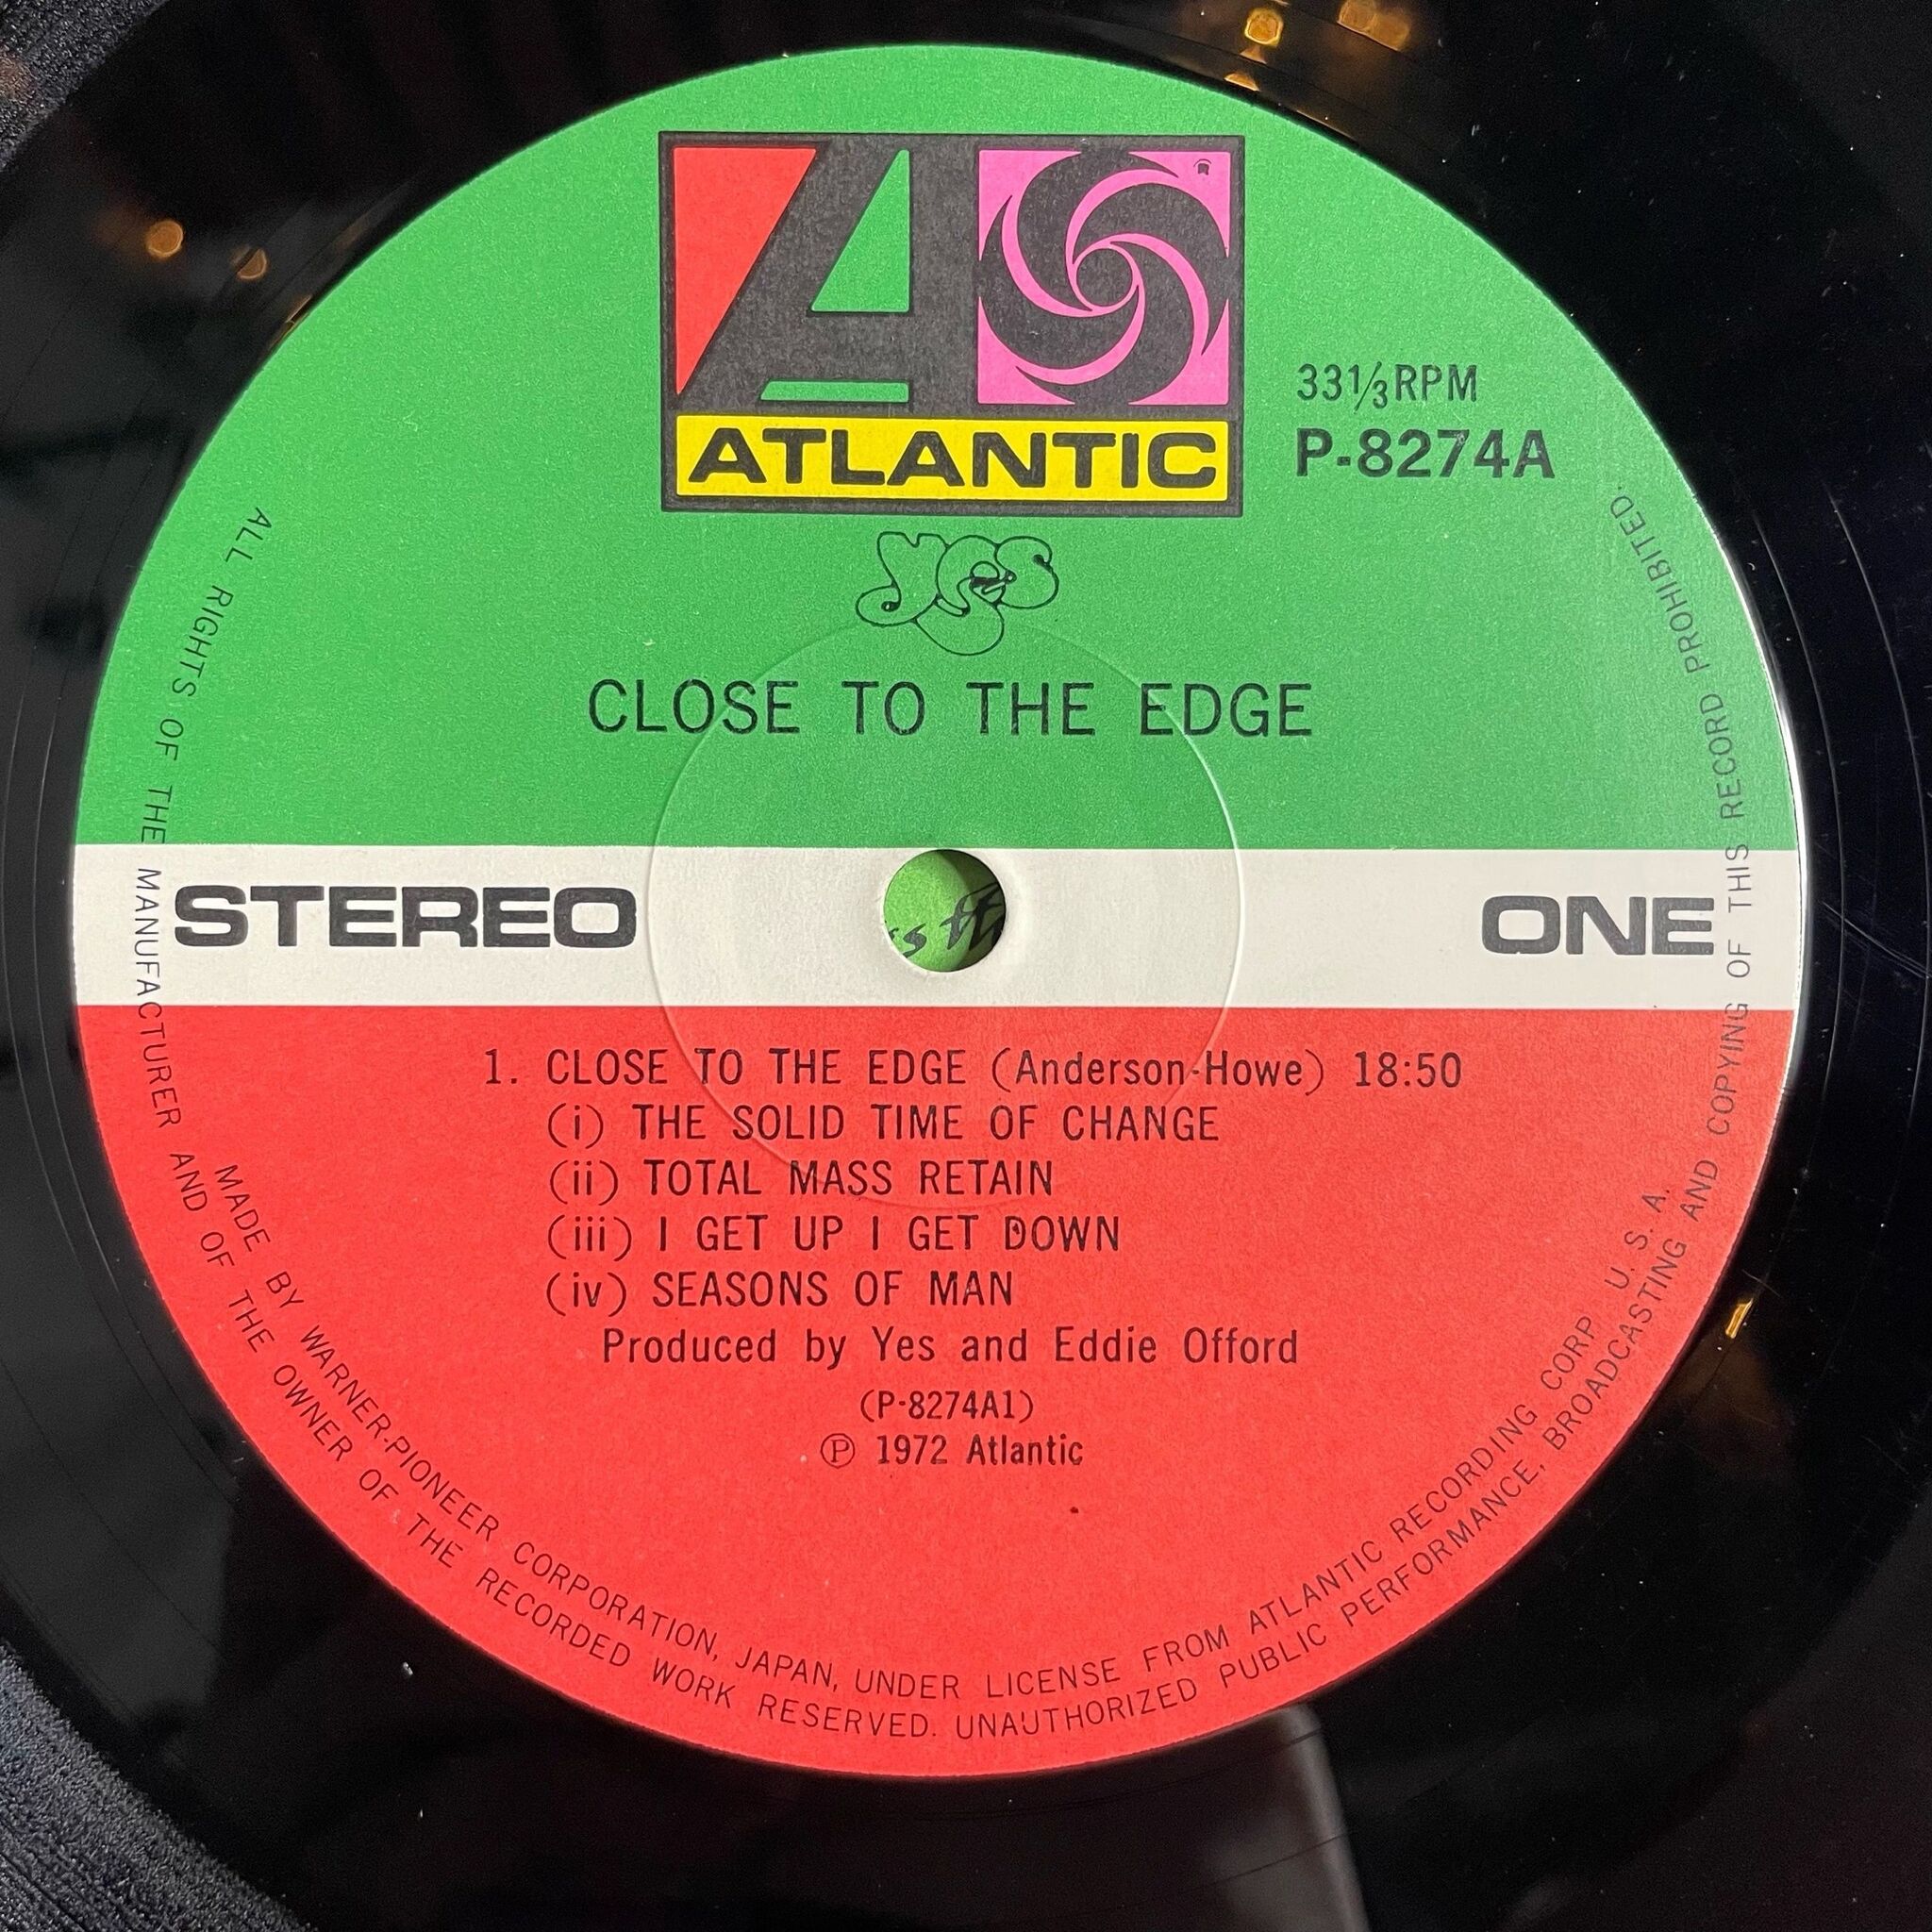 ATLANTIC
33⅓RPM
P-8274A
yes
CLOSE TO THE EDGE
STEREO
ONE
1. CLOSE TO THE EDGE (Anderson-Howe) 18:50
(i) THE SOLID TIME OF CHANGE
(ii) TOTAL MASS RETAIN
(iii) I GET UP I GET DOWN
(iv) SEASONS OF MAN
Produced by Yes and Eddie Offord
(P-8274A1)
Ⓟ 1972 Atlantic
MADE BY WARNER-PIONEER CORPORATION, JAPAN, UNDER LICENSE FROM ATLANTIC RECORDING CORP. U. S. A.
ALL RIGHTS OF THE MANUFACTURER AND OF THE OWNER OF THE RECORDED WORK RESERVED. UNAUTHORIZED PUBLIC PERFORMANCE, BROADCASTING AND COPYING OF THIS RECORD PROHIBITED.